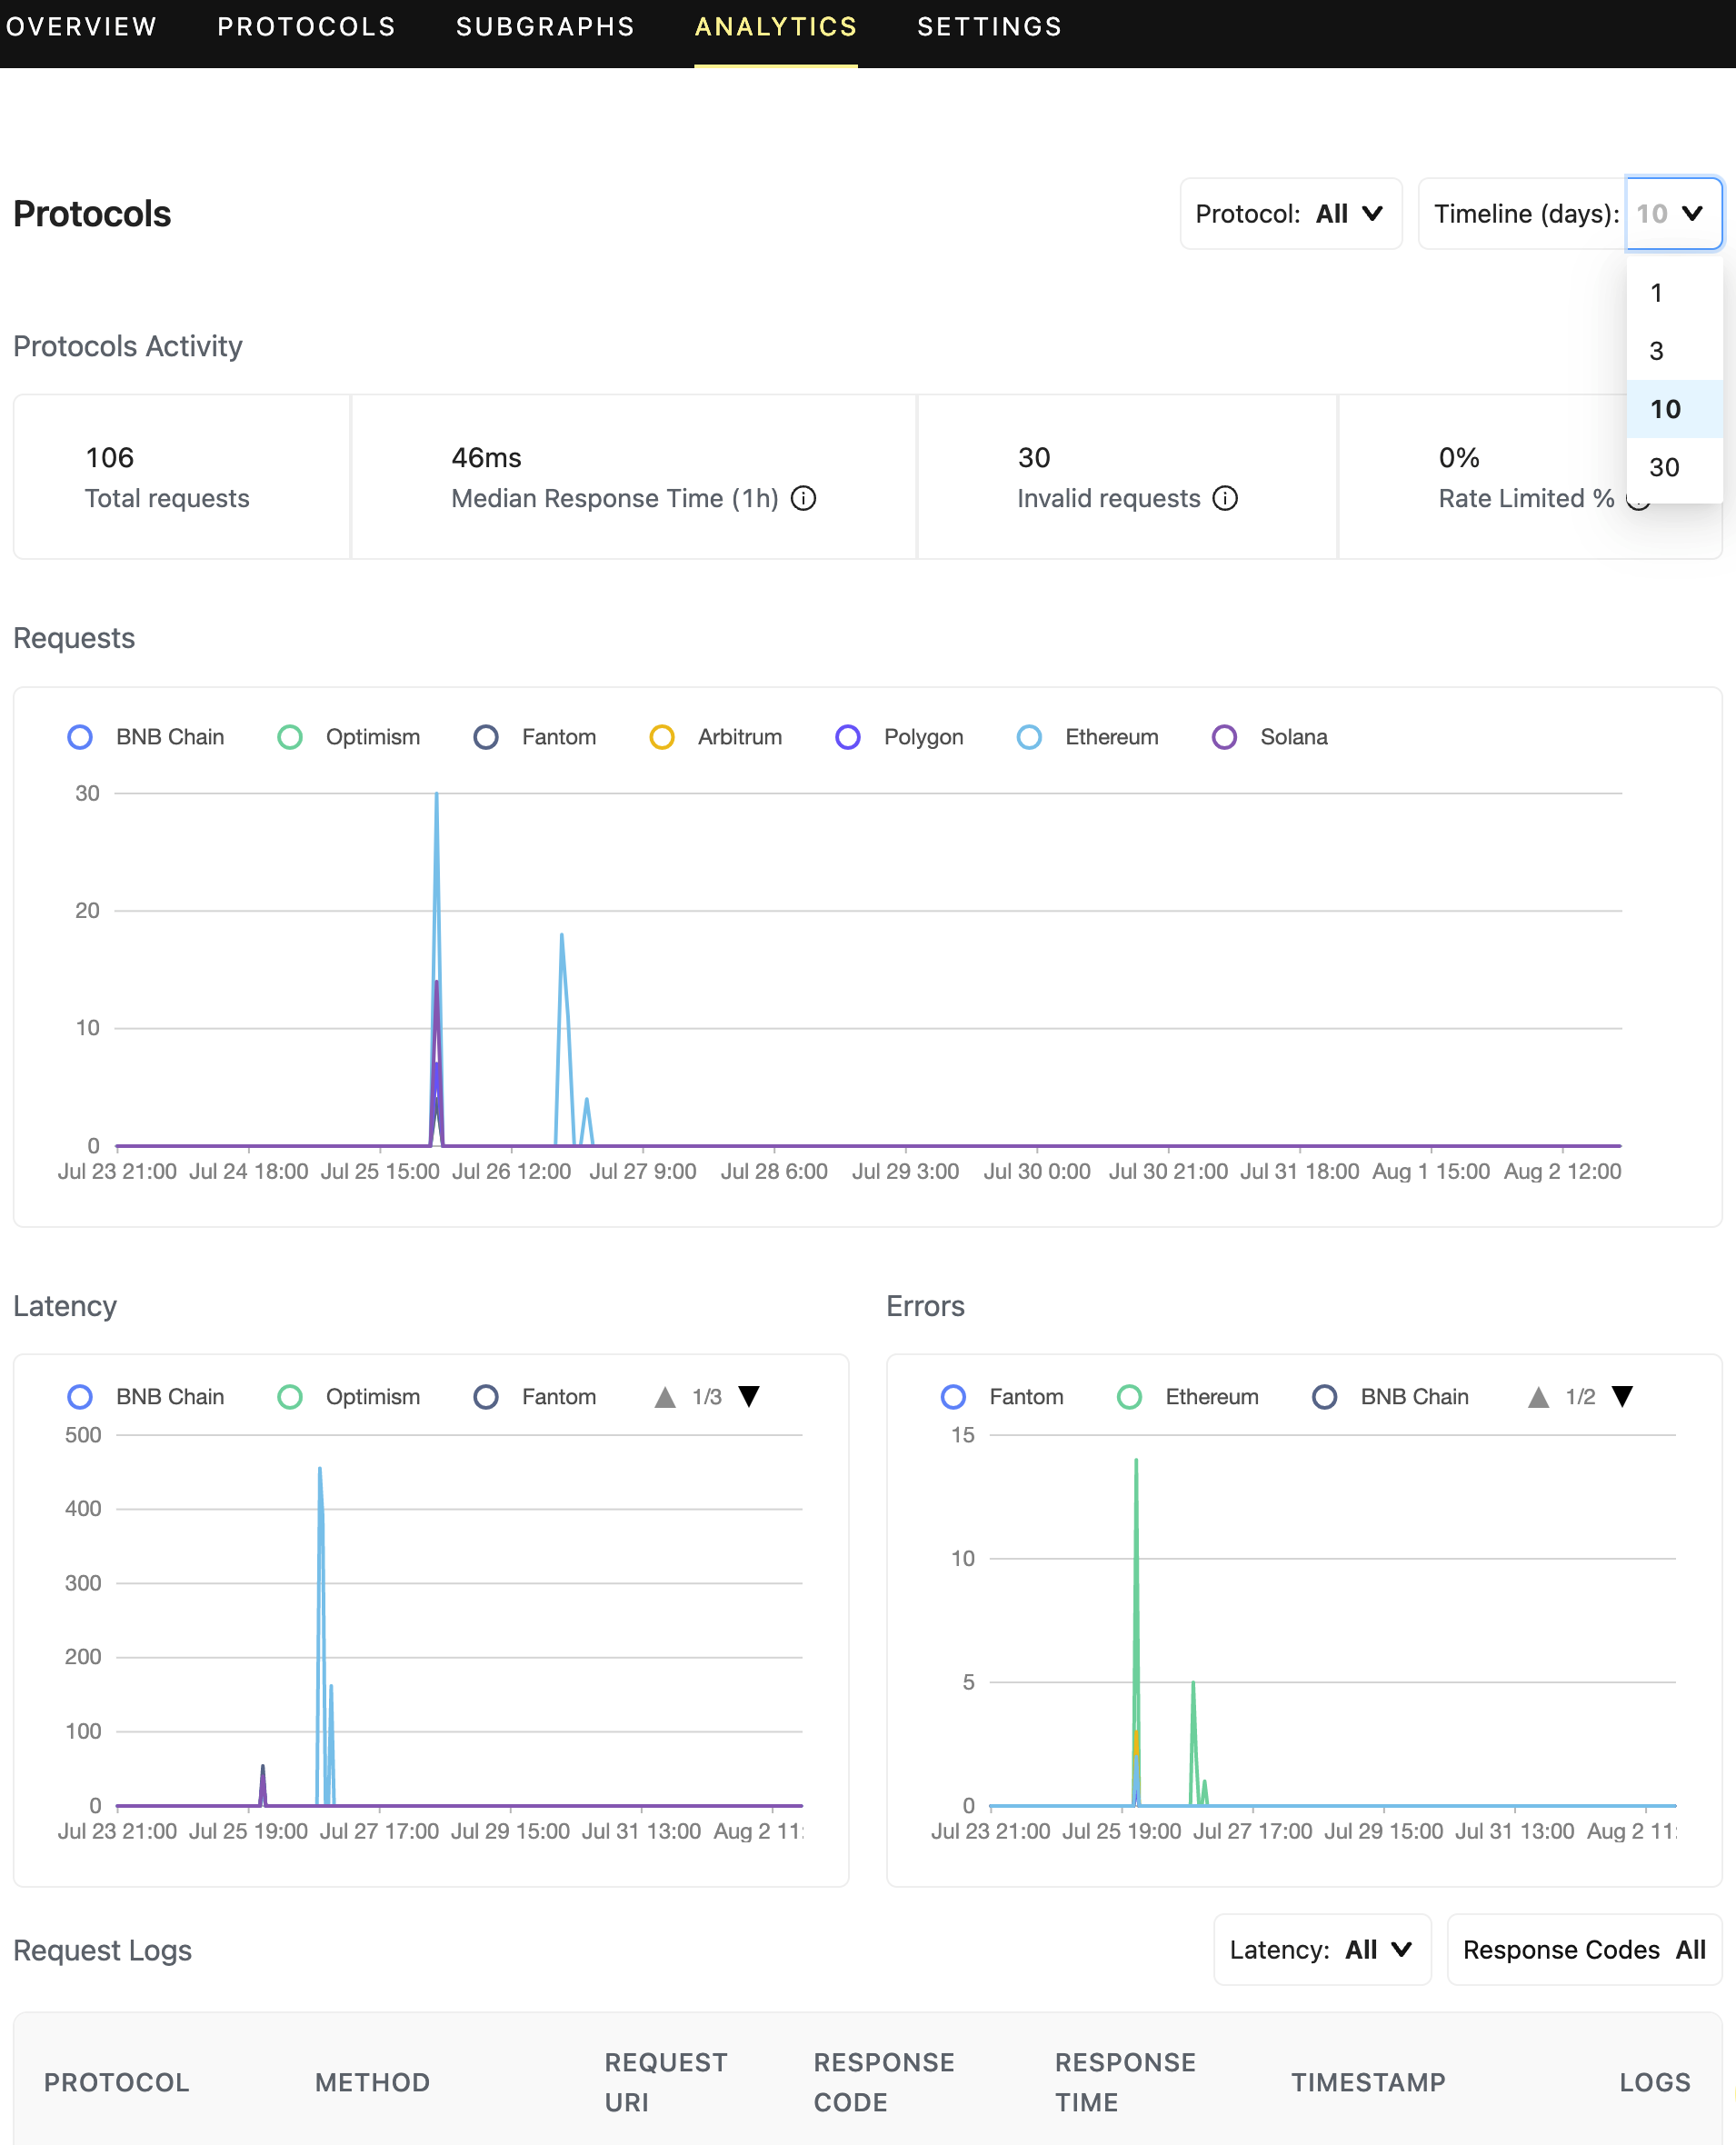 OVERVIEW PROTOCOLS SUBGRAPHS ANALYTICS SETTINGS
Protocols
Protocol: All
Timeline (days): 10
1
3
10
30
Protocols Activity
106
Total requests
46ms
Median Response Time (1h)
30
Invalid requests
0%
Rate Limited %
Requests
BNB Chain Optimism Fantom Arbitrum Polygon Ethereum Solana
30
20
10
0
Jul 23 21:00 Jul 24 18:00 Jul 25 15:00 Jul 26 12:00 Jul 27 9:00 Jul 28 6:00 Jul 29 3:00 Jul 30 0:00 Jul 30 21:00 Jul 31 18:00 Aug 1 15:00 Aug 2 12:00
Latency
BNB Chain Optimism Fantom 1/3
500
400
300
200
100
0
Jul 23 21:00 Jul 25 19:00 Jul 27 17:00 Jul 29 15:00 Jul 31 13:00 Aug 2 11:
Errors
Fantom Ethereum BNB Chain 1/2
15
10
5
0
Jul 23 21:00 Jul 25 19:00 Jul 27 17:00 Jul 29 15:00 Jul 31 13:00 Aug 2 11:
Request Logs
Latency: All
Response Codes All
PROTOCOL
METHOD
REQUEST
URI
RESPONSE
CODE
RESPONSE
TIME
TIMESTAMP
LOGS